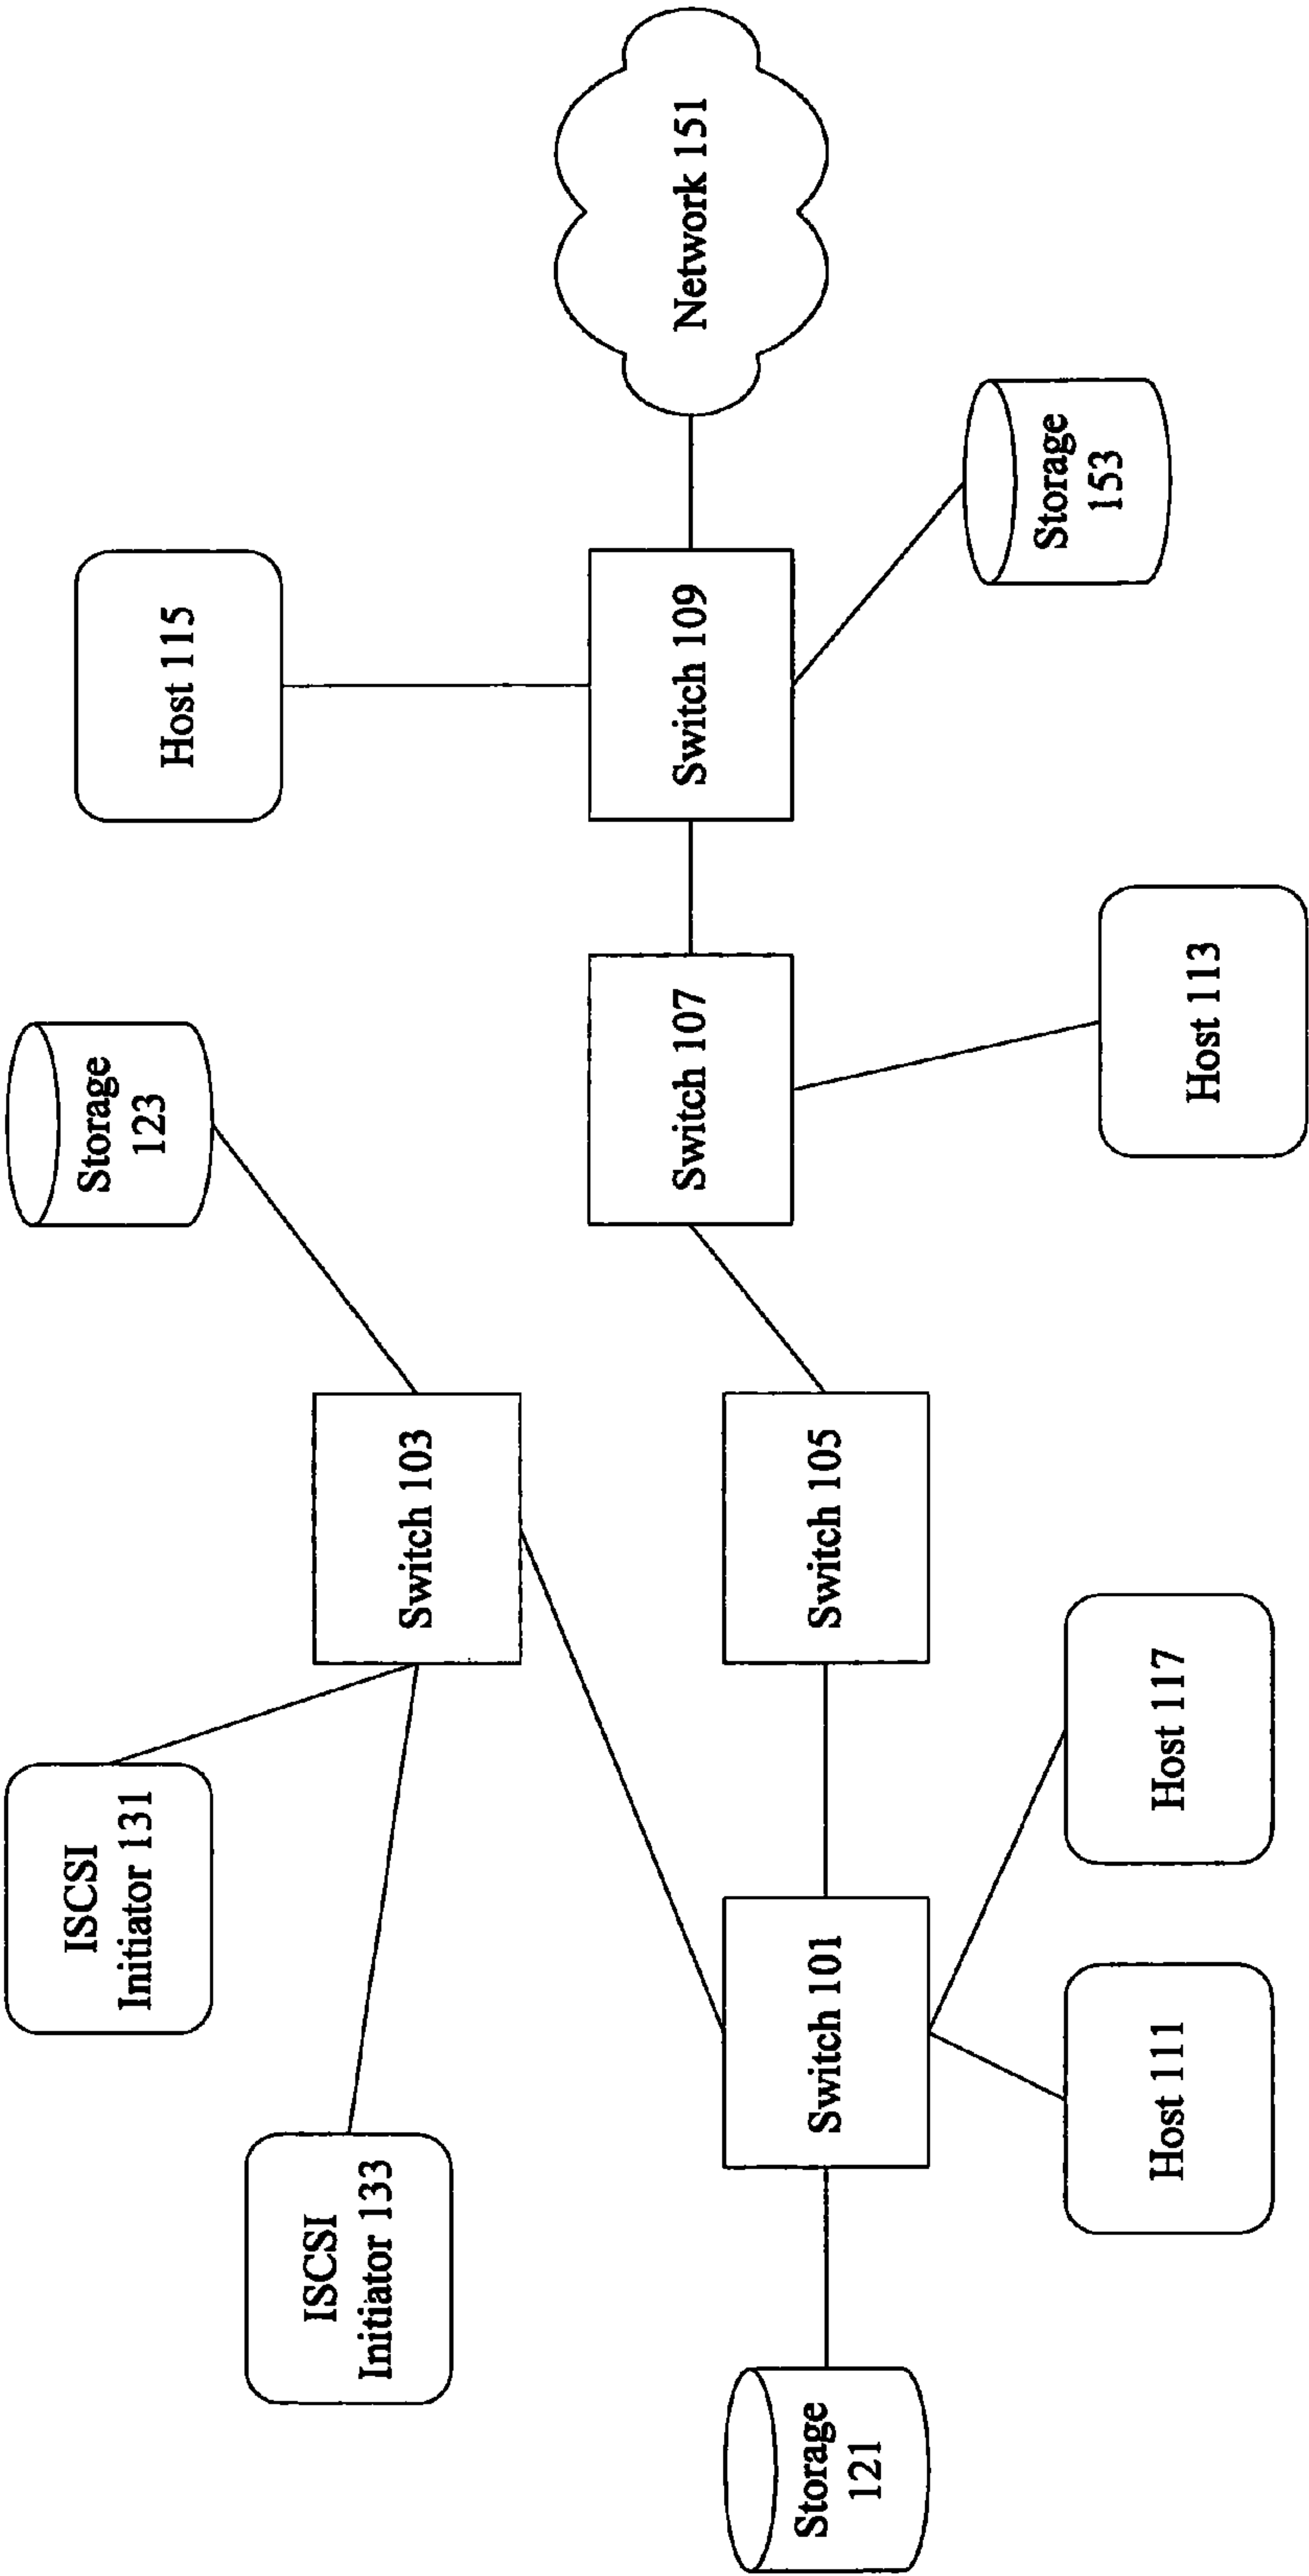 ISCSI
Initiator 131
Storage
123
Host 115
ISCSI
Initiator 133
Switch 103
Switch 107
Switch 109
Network 151
Storage
121
Switch 101
Switch 105
Storage
153
Host 111
Host 117
Host 113